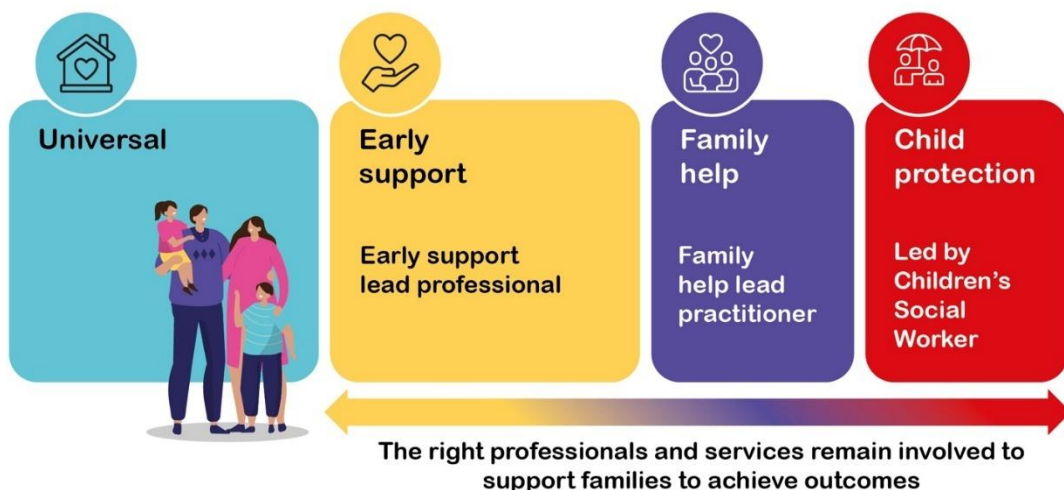 Universal
Early
support
Early support
lead professional
Family
help
Family
help lead
practitioner
Child
protection
Led by
Children’s
Social
Worker
The right professionals and services remain involved to
support families to achieve outcomes